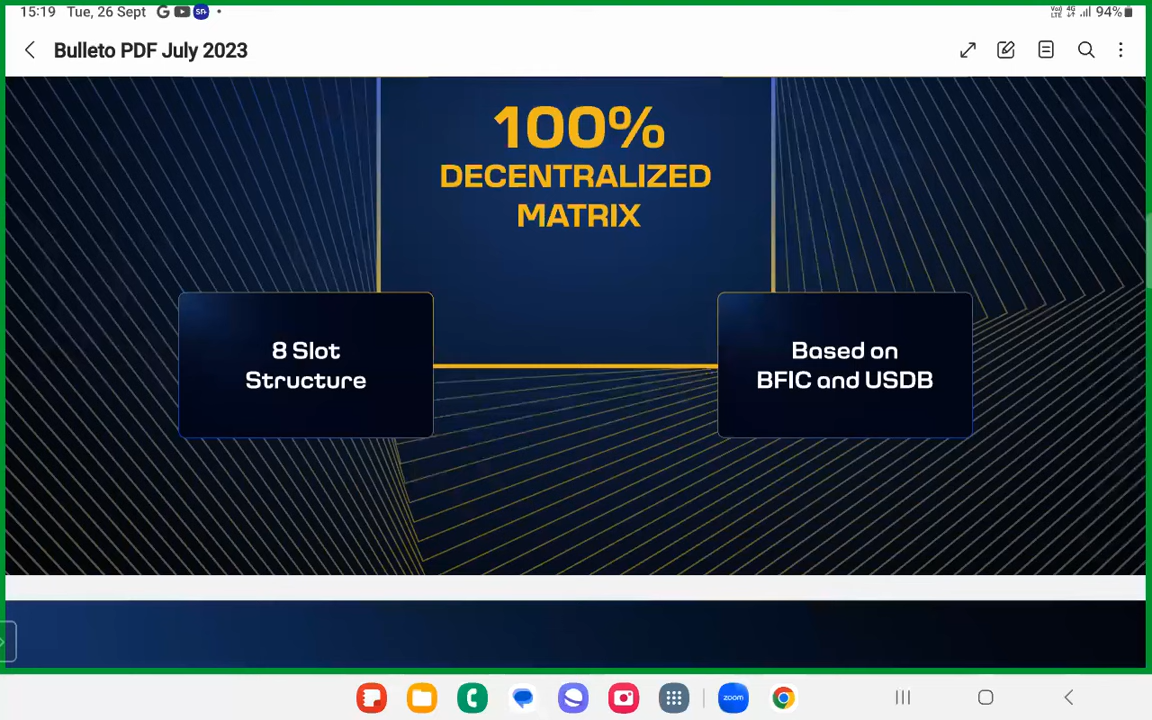 15:19 Tue, 26 Sept
94%
Bulleto PDF July 2023
100%
DECENTRALIZED
MATRIX
8 Slot
Structure
Based on
BFIC and USDB
zoom